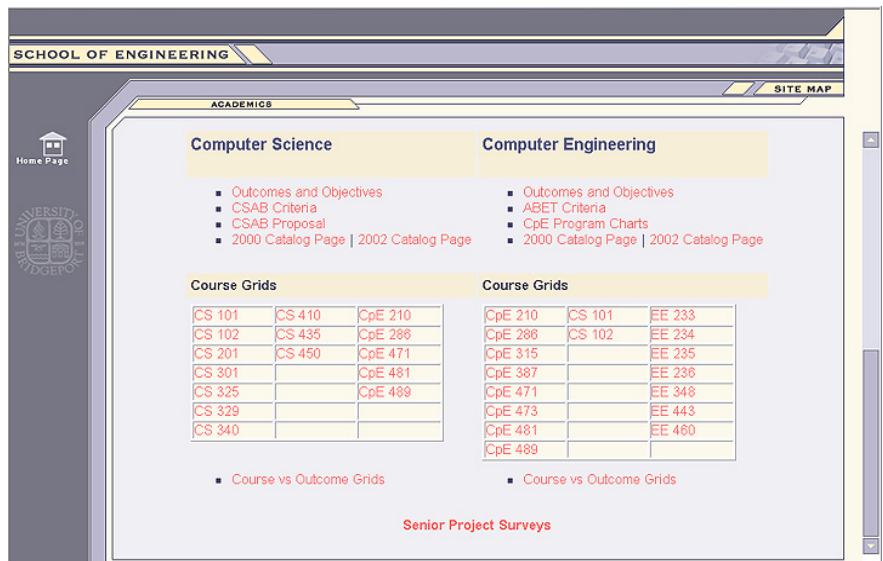 SCHOOL OF ENGINEERING
SITE MAP
ACADEMICS
Home Page
UNIVERSITY OF BRIDGEPORT
Computer Science
Outcomes and Objectives
CSAB Criteria
CSAB Proposal
2000 Catalog Page | 2002 Catalog Page
Computer Engineering
Outcomes and Objectives
ABET Criteria
CpE Program Charts
2000 Catalog Page | 2002 Catalog Page
Course Grids
CS 101 CS 410 CpE 210
CS 102 CS 435 CpE 286
CS 201 CS 450 CpE 471
CS 301 CpE 481
CS 325 CpE 489
CS 329
CS 340
Course vs Outcome Grids
Course Grids
CpE 210 CS 101 EE 233
CpE 286 CS 102 EE 234
CpE 315 EE 235
CpE 387 EE 236
CpE 471 EE 348
CpE 473 EE 443
CpE 481 EE 460
CpE 489
Course vs Outcome Grids
Senior Project Surveys